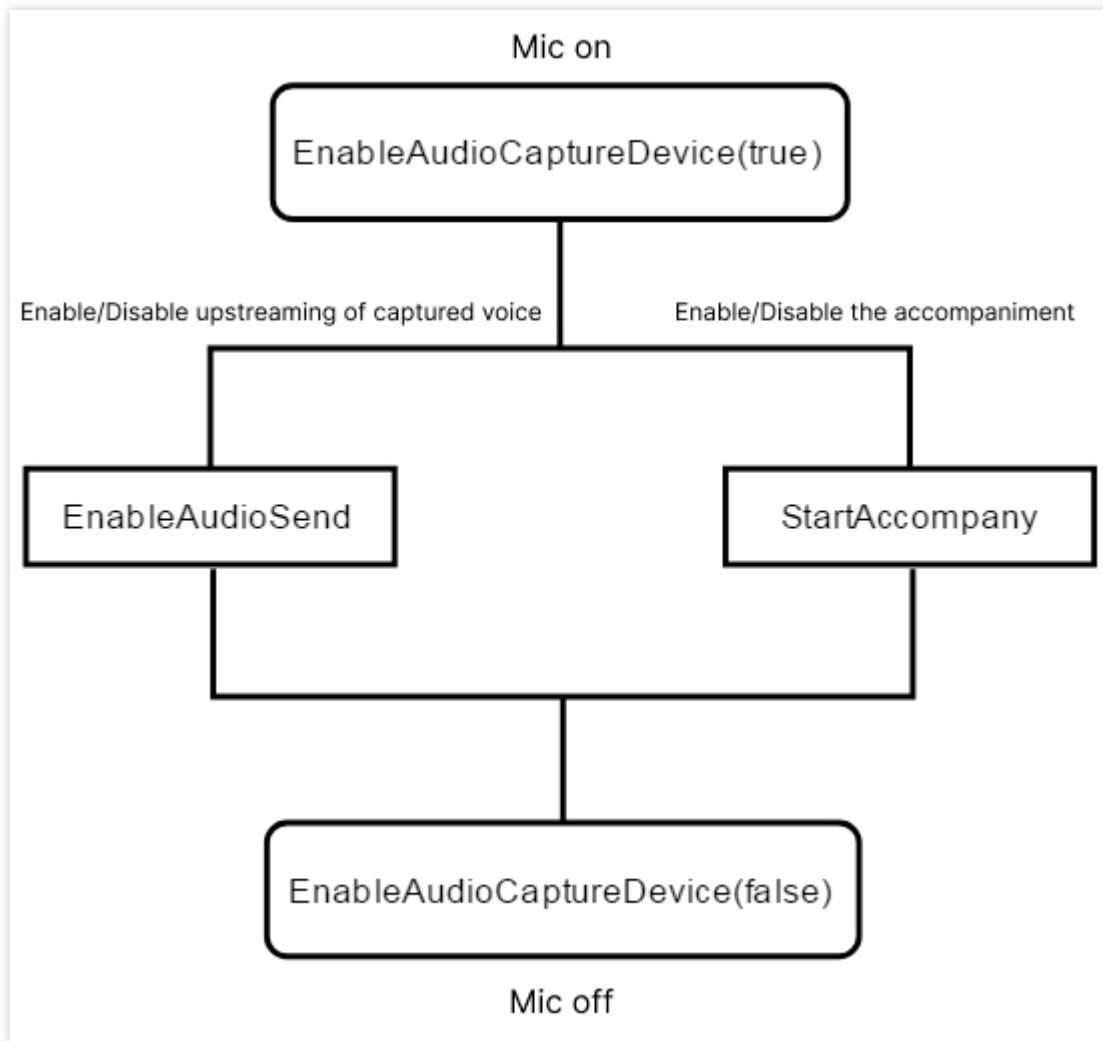 Mic on
EnableAudioCaptureDevice(true)
Enable/Disable upstreaming of captured voice
Enable/Disable the accompaniment
EnableAudioSend
StartAccompany
EnableAudioCaptureDevice(false)
Mic off